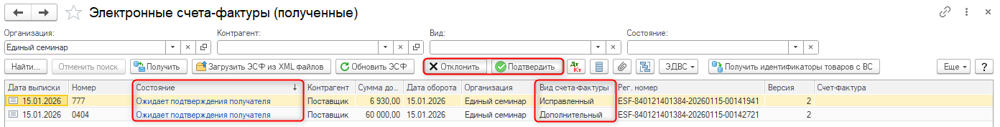 Электронные счета-фактуры (полученные)
Организация: Контрагент: Вид: Состояние:
Единый семинар
Найти... Отменить поиск Получить Загрузить ЭСФ из XML файлов Обновить ЭСФ Отклонить Подтвердить Дт Кт ЭДВС Получить идентификаторы товаров с ВС Еще ?
Дата выписки Номер Состояние ↓ Контрагент Сумма до... Дата оборота Организация Вид счета-фактуры Рег. номер Версия Счет-Фактура
15.01.2026 777 Ожидает подтверждения получателя Поставщик 6 930,00 15.01.2026 Единый семинар Исправленный ESF-840121401384-20260115-00141941 2
15.01.2026 0404 Ожидает подтверждения получателя Поставщик 60 000,00 15.01.2026 Единый семинар Дополнительный ESF-840121401384-20260115-00142721 2